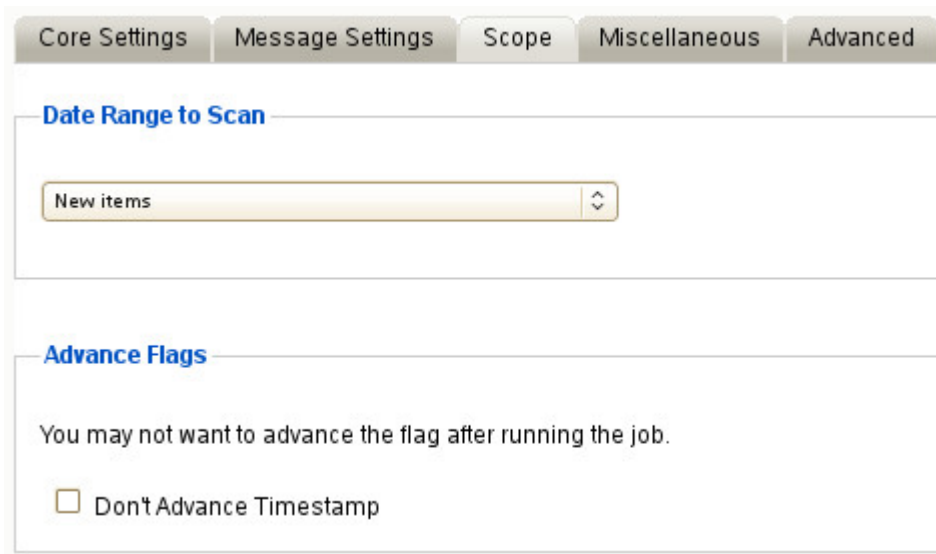 Core Settings Message Settings Scope Miscellaneous Advanced
Date Range to Scan
New items
Advance Flags
You may not want to advance the flag after running the job.
Don't Advance Timestamp